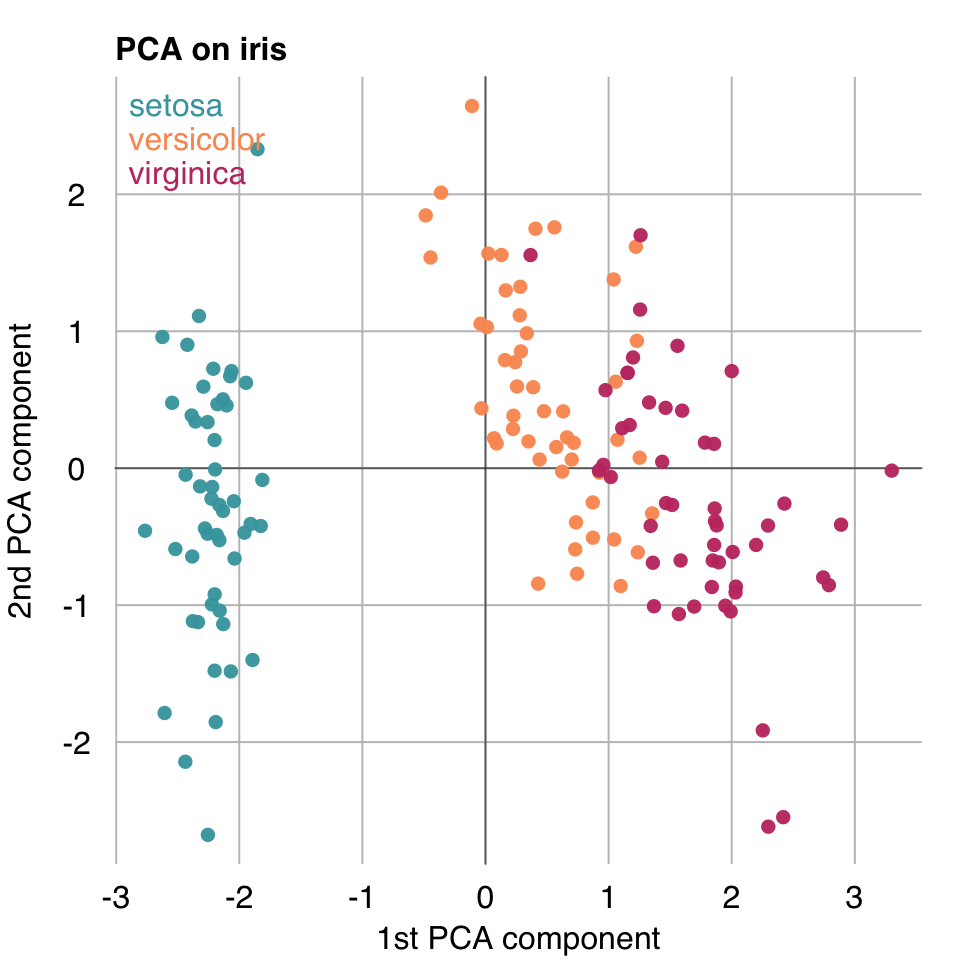 PCA on iris
setosa
versicolor
virginica
2
1
0
-1
-2
2nd PCA component
-3 -2 -1 0 1 2 3
1st PCA component